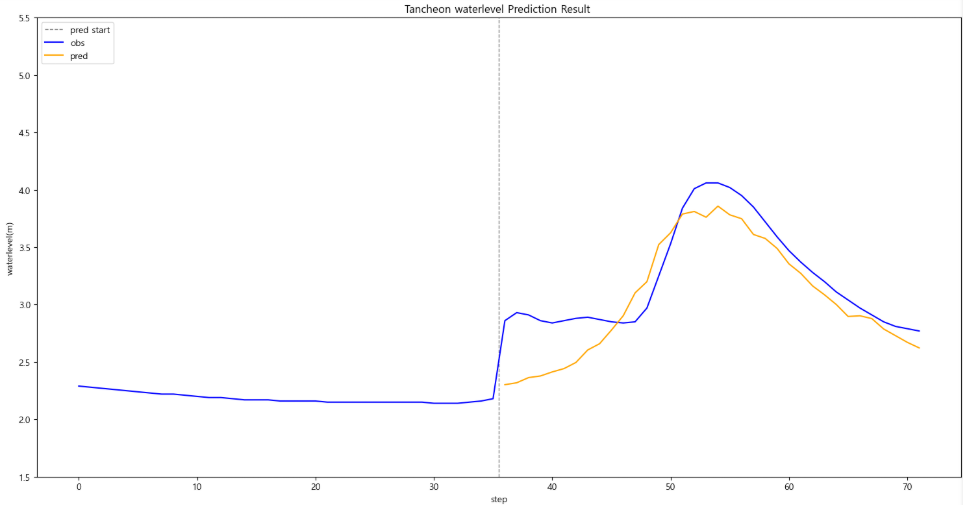 Tancheon waterlevel Prediction Result
pred start
obs
pred
5.5
5.0
4.5
4.0
3.5
3.0
2.5
2.0
1.5
waterlevel(m)
0 10 20 30 40 50 60 70
step